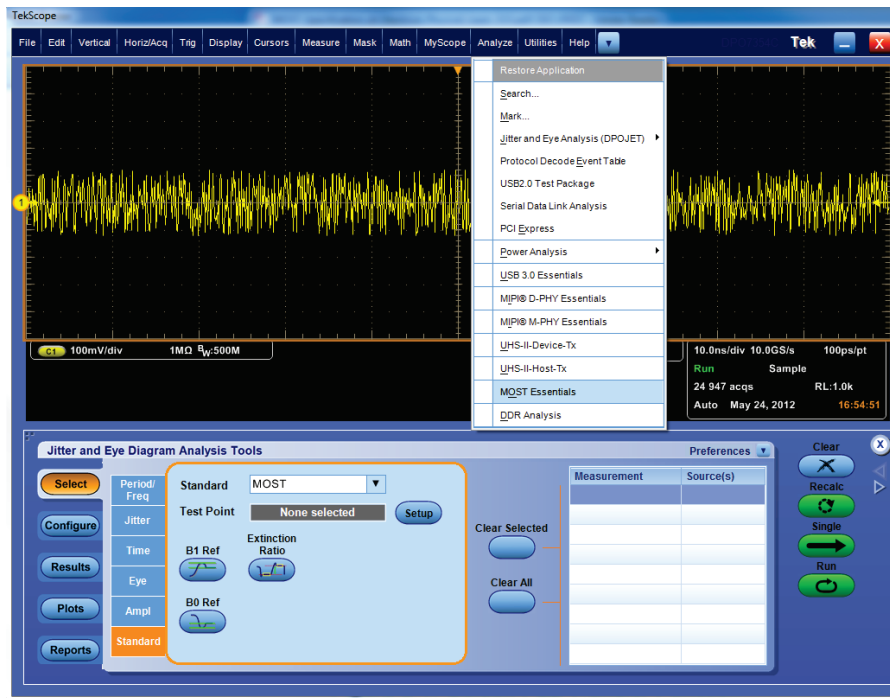 TekScope
File Edit Vertical Horiz/Acq Trig Display Cursors Measure Mask Math MyScope Analyze Utilities Help Tek X
Restore Application
Search...
Mark...
Jitter and Eye Analysis (DPOJET)
Protocol Decode Event Table
USB2.0 Test Package
Serial Data Link Analysis
PCI Express
Power Analysis
USB 3.0 Essentials
MIPI® D-PHY Essentials
MIPI® M-PHY Essentials
UHS-II-Device-Tx
UHS-II-Host-Tx
MOST Essentials
DDR Analysis
1
C1 100mV/div 1MΩ BW:500M
10.0ns/div 10.0GS/s 100ps/pt
Run Sample
24 947 acqs RL:1.0k
Auto May 24, 2012 16:54:51
Jitter and Eye Diagram Analysis Tools
Preferences
X
Select
Configure
Results
Plots
Reports
Period/
Freq
Jitter
Time
Eye
Ampl
Standard
Standard MOST
Test Point None selected Setup
B1 Ref
Extinction
Ratio
B0 Ref
Clear Selected
Clear All
Measurement Source(s)
Clear
Recalc
Single
Run